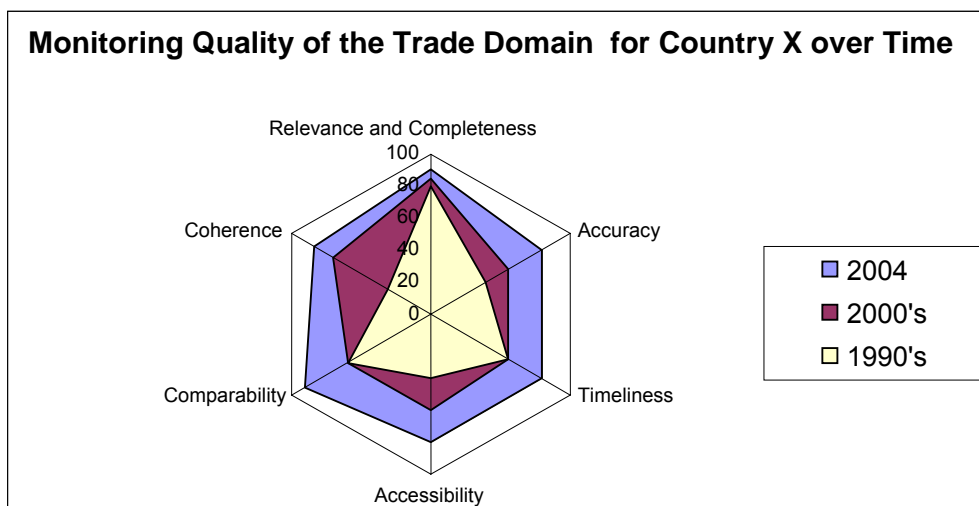 Monitoring Quality of the Trade Domain  for Country X over Time
Relevance and Completeness
100
80
60
40
20
0
Coherence
Accuracy
Comparability
Timeliness
Accessibility
2004
2000's
1990's